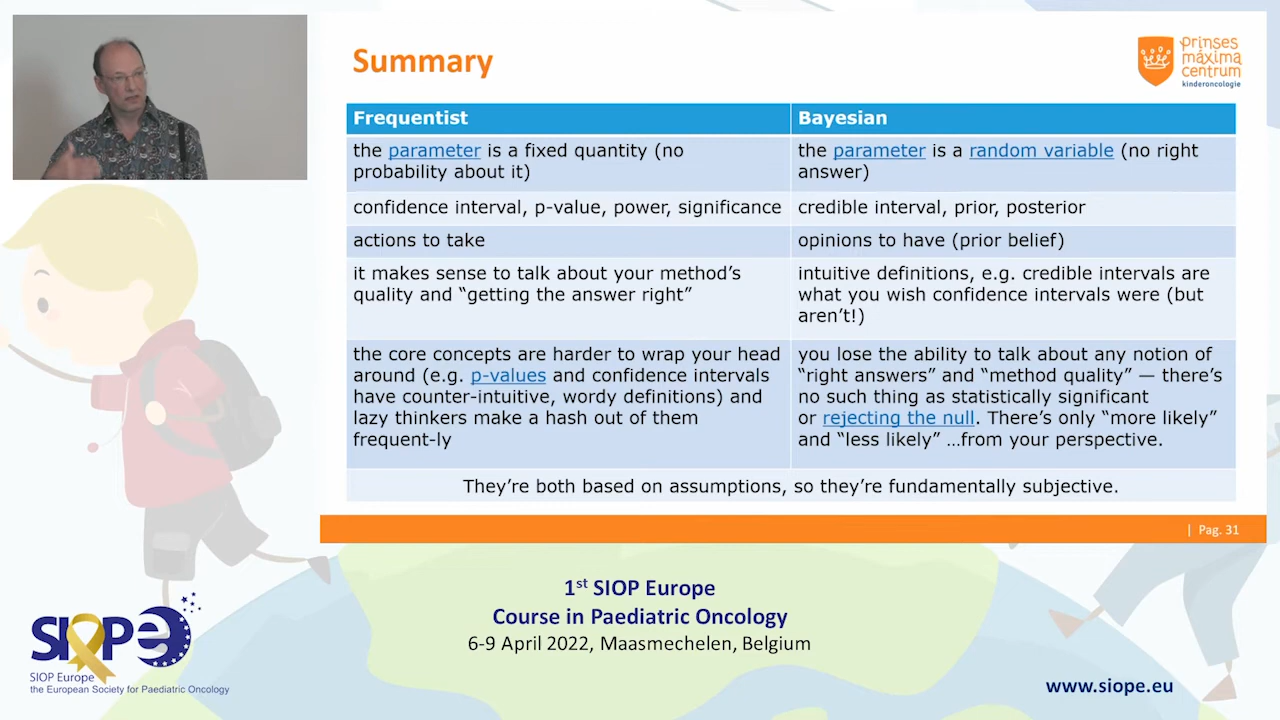 Summary
prinses
máxima
centrum
kinderoncologie
Frequentist
Bayesian
the parameter is a fixed quantity (no
probability about it)
the parameter is a random variable (no right
answer)
confidence interval, p-value, power, significance
credible interval, prior, posterior
actions to take
opinions to have (prior belief)
it makes sense to talk about your method's
quality and “getting the answer right”
intuitive definitions, e.g. credible intervals are
what you wish confidence intervals were (but
aren't!)
the core concepts are harder to wrap your head
around (e.g. p-values and confidence intervals
have counter-intuitive, wordy definitions) and
lazy thinkers make a hash out of them
frequent-ly
you lose the ability to talk about any notion of
“right answers” and “method quality” — there's
no such thing as statistically significant
or rejecting the null. There's only “more likely”
and “less likely” ...from your perspective.
They're both based on assumptions, so they're fundamentally subjective.
| Pag. 31
1st SIOP Europe
Course in Paediatric Oncology
6-9 April 2022, Maasmechelen, Belgium
SIOPe
SIOP Europe
the European Society for Paediatric Oncology
www.siope.eu